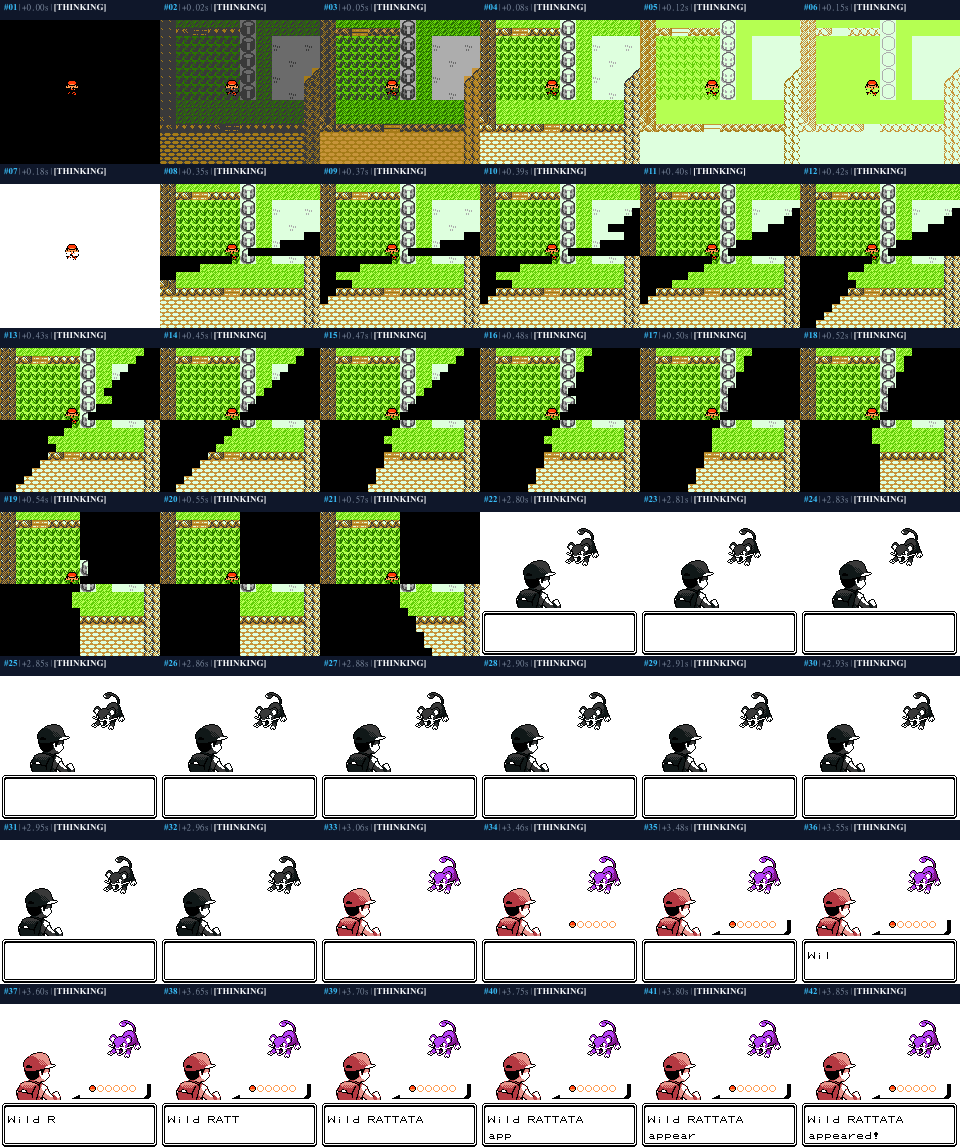 #01|+0.00s|[THINKING] #02|+0.02s|[THINKING] #03|+0.05s|[THINKING] #04|+0.08s|[THINKING] #05|+0.12s|[THINKING] #06|+0.15s|[THINKING]
#07|+0.18s|[THINKING] #08|+0.35s|[THINKING] #09|+0.37s|[THINKING] #10|+0.39s|[THINKING] #11|+0.40s|[THINKING] #12|+0.42s|[THINKING]
#13|+0.43s|[THINKING] #14|+0.45s|[THINKING] #15|+0.47s|[THINKING] #16|+0.48s|[THINKING] #17|+0.50s|[THINKING] #18|+0.52s|[THINKING]
#19|+0.54s|[THINKING] #20|+0.55s|[THINKING] #21|+0.57s|[THINKING] #22|+2.80s|[THINKING] #23|+2.81s|[THINKING] #24|+2.83s|[THINKING]
#25|+2.85s|[THINKING] #26|+2.86s|[THINKING] #27|+2.88s|[THINKING] #28|+2.90s|[THINKING] #29|+2.91s|[THINKING] #30|+2.93s|[THINKING]
#31|+2.95s|[THINKING] #32|+2.96s|[THINKING] #33|+3.06s|[THINKING] #34|+3.46s|[THINKING] #35|+3.48s|[THINKING] #36|+3.55s|[THINKING]
Wil
#37|+3.60s|[THINKING] #38|+3.65s|[THINKING] #39|+3.70s|[THINKING] #40|+3.75s|[THINKING] #41|+3.80s|[THINKING] #42|+3.85s|[THINKING]
Wild R
Wild RATT
Wild RATTATA
Wild RATTATA
app
Wild RATTATA
appear
Wild RATTATA
appeared!